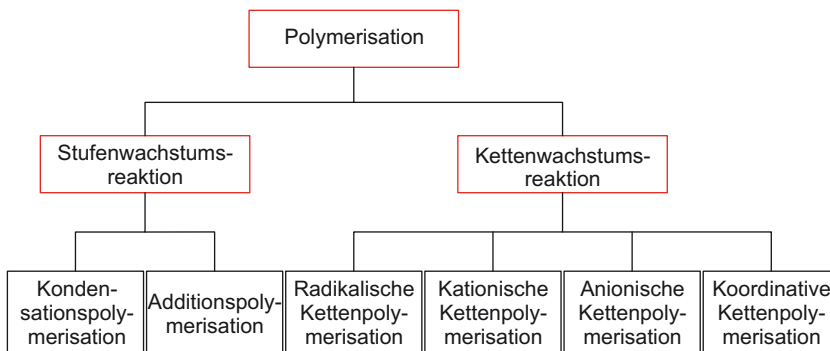 Polymerisation
Stufenwachstums-
reaktion
Kettenwachstums-
reaktion
Konden-
sationspoly-
merisation
Additionspoly-
merisation
Radikalische
Kettenpoly-
merisation
Kationische
Kettenpoly-
merisation
Anionische
Kettenpoly-
merisation
Koordinative
Kettenpoly-
merisation